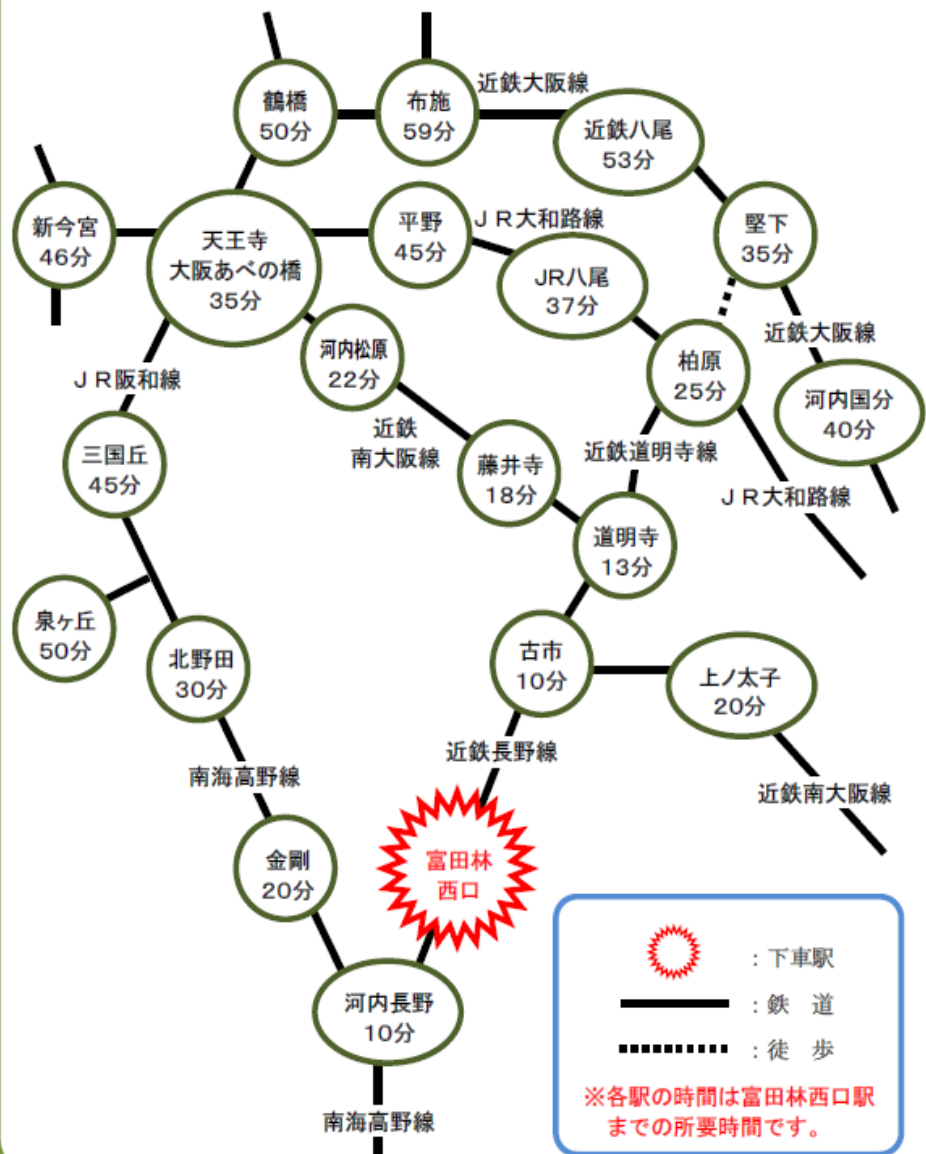 鶴橋
50分
布施
59分
近鉄大阪線
近鉄八尾
53分
新今宮
46分
天王寺
大阪あべの橋
35分
平野
45分
ＪＲ大和路線
JR八尾
37分
堅下
35分
近鉄大阪線
河内松原
22分
柏原
25分
河内国分
40分
ＪＲ阪和線
近鉄
南大阪線
近鉄道明寺線
三国丘
45分
藤井寺
18分
ＪＲ大和路線
道明寺
13分
泉ヶ丘
50分
北野田
30分
古市
10分
上ノ太子
20分
近鉄長野線
南海高野線
近鉄南大阪線
金剛
20分
富田林
西口
河内長野
10分
南海高野線
：下車駅
：鉄　道
：徒　歩
※各駅の時間は富田林西口駅
までの所要時間です。